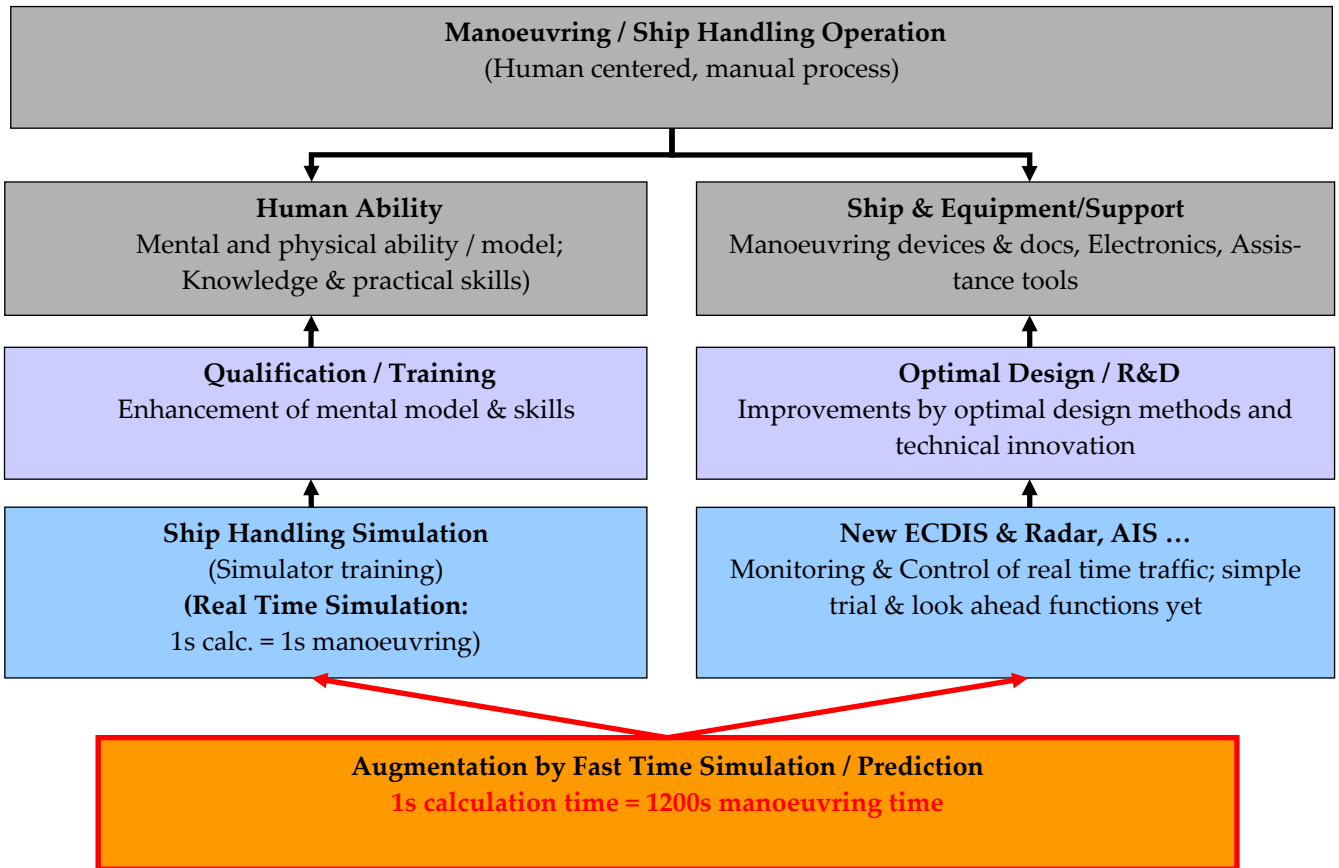 Manoeuvring / Ship Handling Operation
(Human centered, manual process)
Human Ability
Mental and physical ability / model;
Knowledge & practical skills)
Ship & Equipment/Support
Manoeuvring devices & docs, Electronics, Assis-
tance tools
Qualification / Training
Enhancement of mental model & skills
Optimal Design / R&D
Improvements by optimal design methods and
technical innovation
Ship Handling Simulation
(Simulator training)
(Real Time Simulation:
1s calc. = 1s manoeuvring)
New ECDIS & Radar, AIS …
Monitoring & Control of real time traffic; simple
trial & look ahead functions yet
Augmentation by Fast Time Simulation / Prediction
1s calculation time = 1200s manoeuvring time